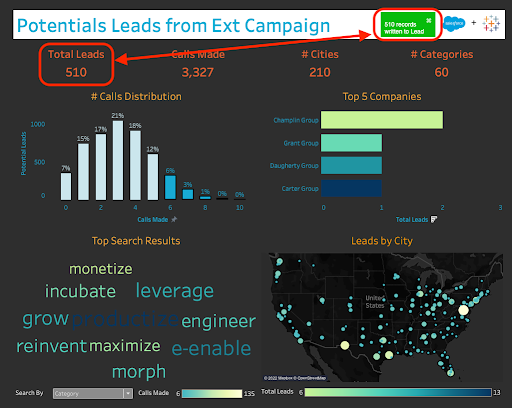 Potentials Leads from Ext Campaign
510 records
written to Lead
salesforce
+
Total Leads
510
Calls Made
3,327
# Cities
210
# Categories
60
# Calls Distribution
Potential Leads
1000
500
0
7%
15%
17%
21%
18%
12%
6%
3%
1%
0%
0%
0 2 4 6 8 10
Calls Made
Top 5 Companies
Champlin Group
Grant Group
Daugherty Group
Carter Group
0 1 2 3
Total Leads
Top Search Results
monetize
incubate leverage
grow productize engineer
reinvent maximize e-enable
morph
Search By Category
Calls Made 6 135
Leads by City
United
States
© 2022 Mapbox © OpenStreetMap
Total Leads 6 13